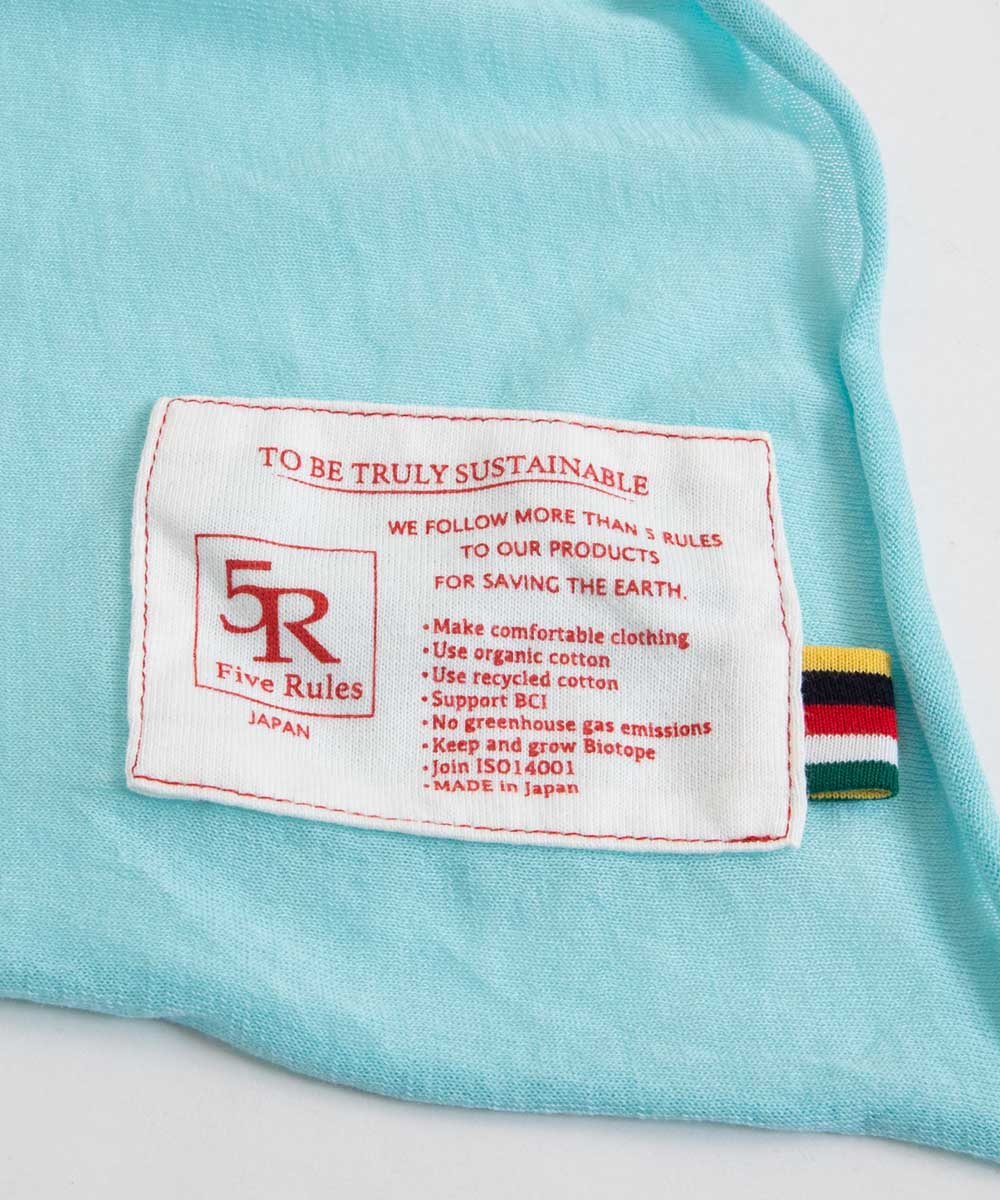 TO BE TRULY SUSTAINABLE
WE FOLLOW MORE THAN 5 RULES
TO OUR PRODUCTS
FOR SAVING THE EARTH.
5R
Five Rules
JAPAN
·Make comfortable clothing
·Use organic cotton
·Use recycled cotton
·Support BCI
·No greenhouse gas emissions
·Keep and grow Biotope
·Join ISO14001
·MADE in Japan